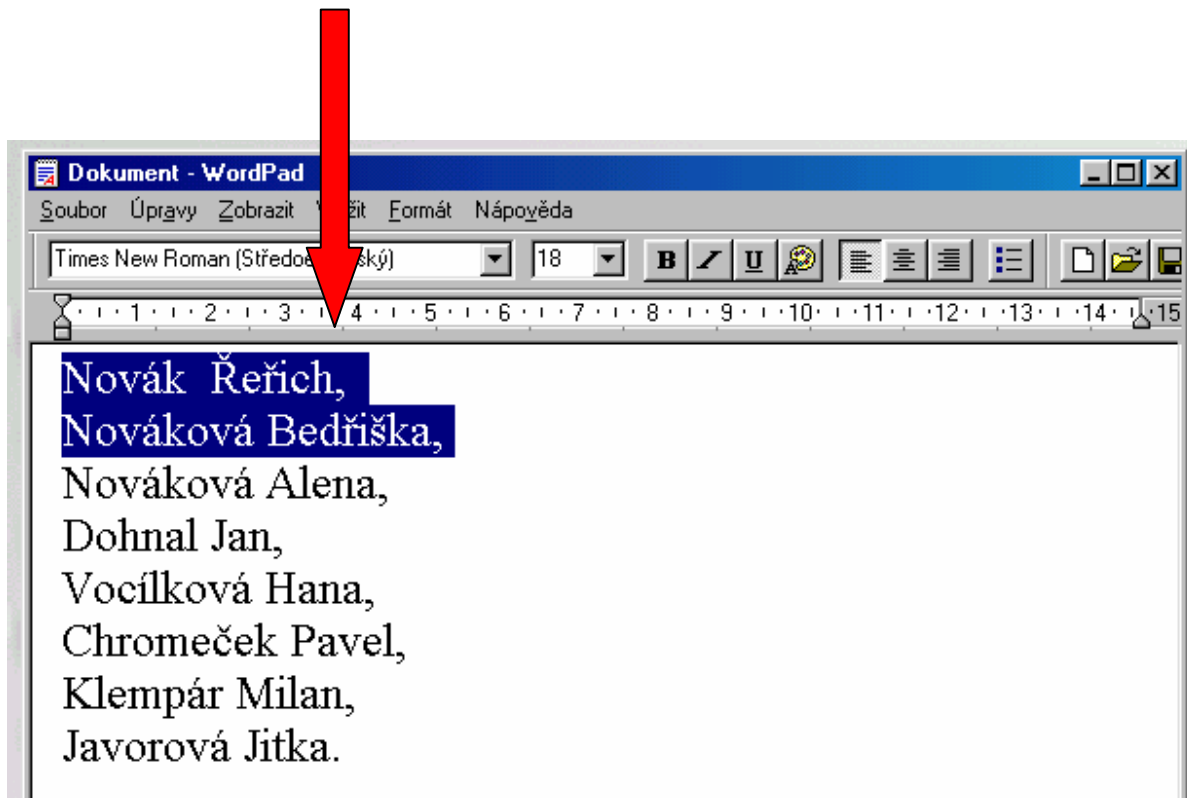 Dokument - WordPad
Soubor Úpravy Zobrazit Formát Nápověda
Times New Roman 18 B I U
1 2 3 4 5 6 7 8 9 10 11 12 13 14 15
Novák Řeřich,
Nováková Bedřiška,
Nováková Alena,
Dohnal Jan,
Vocílková Hana,
Chromeček Pavel,
Klempár Milan,
Javorová Jitka.